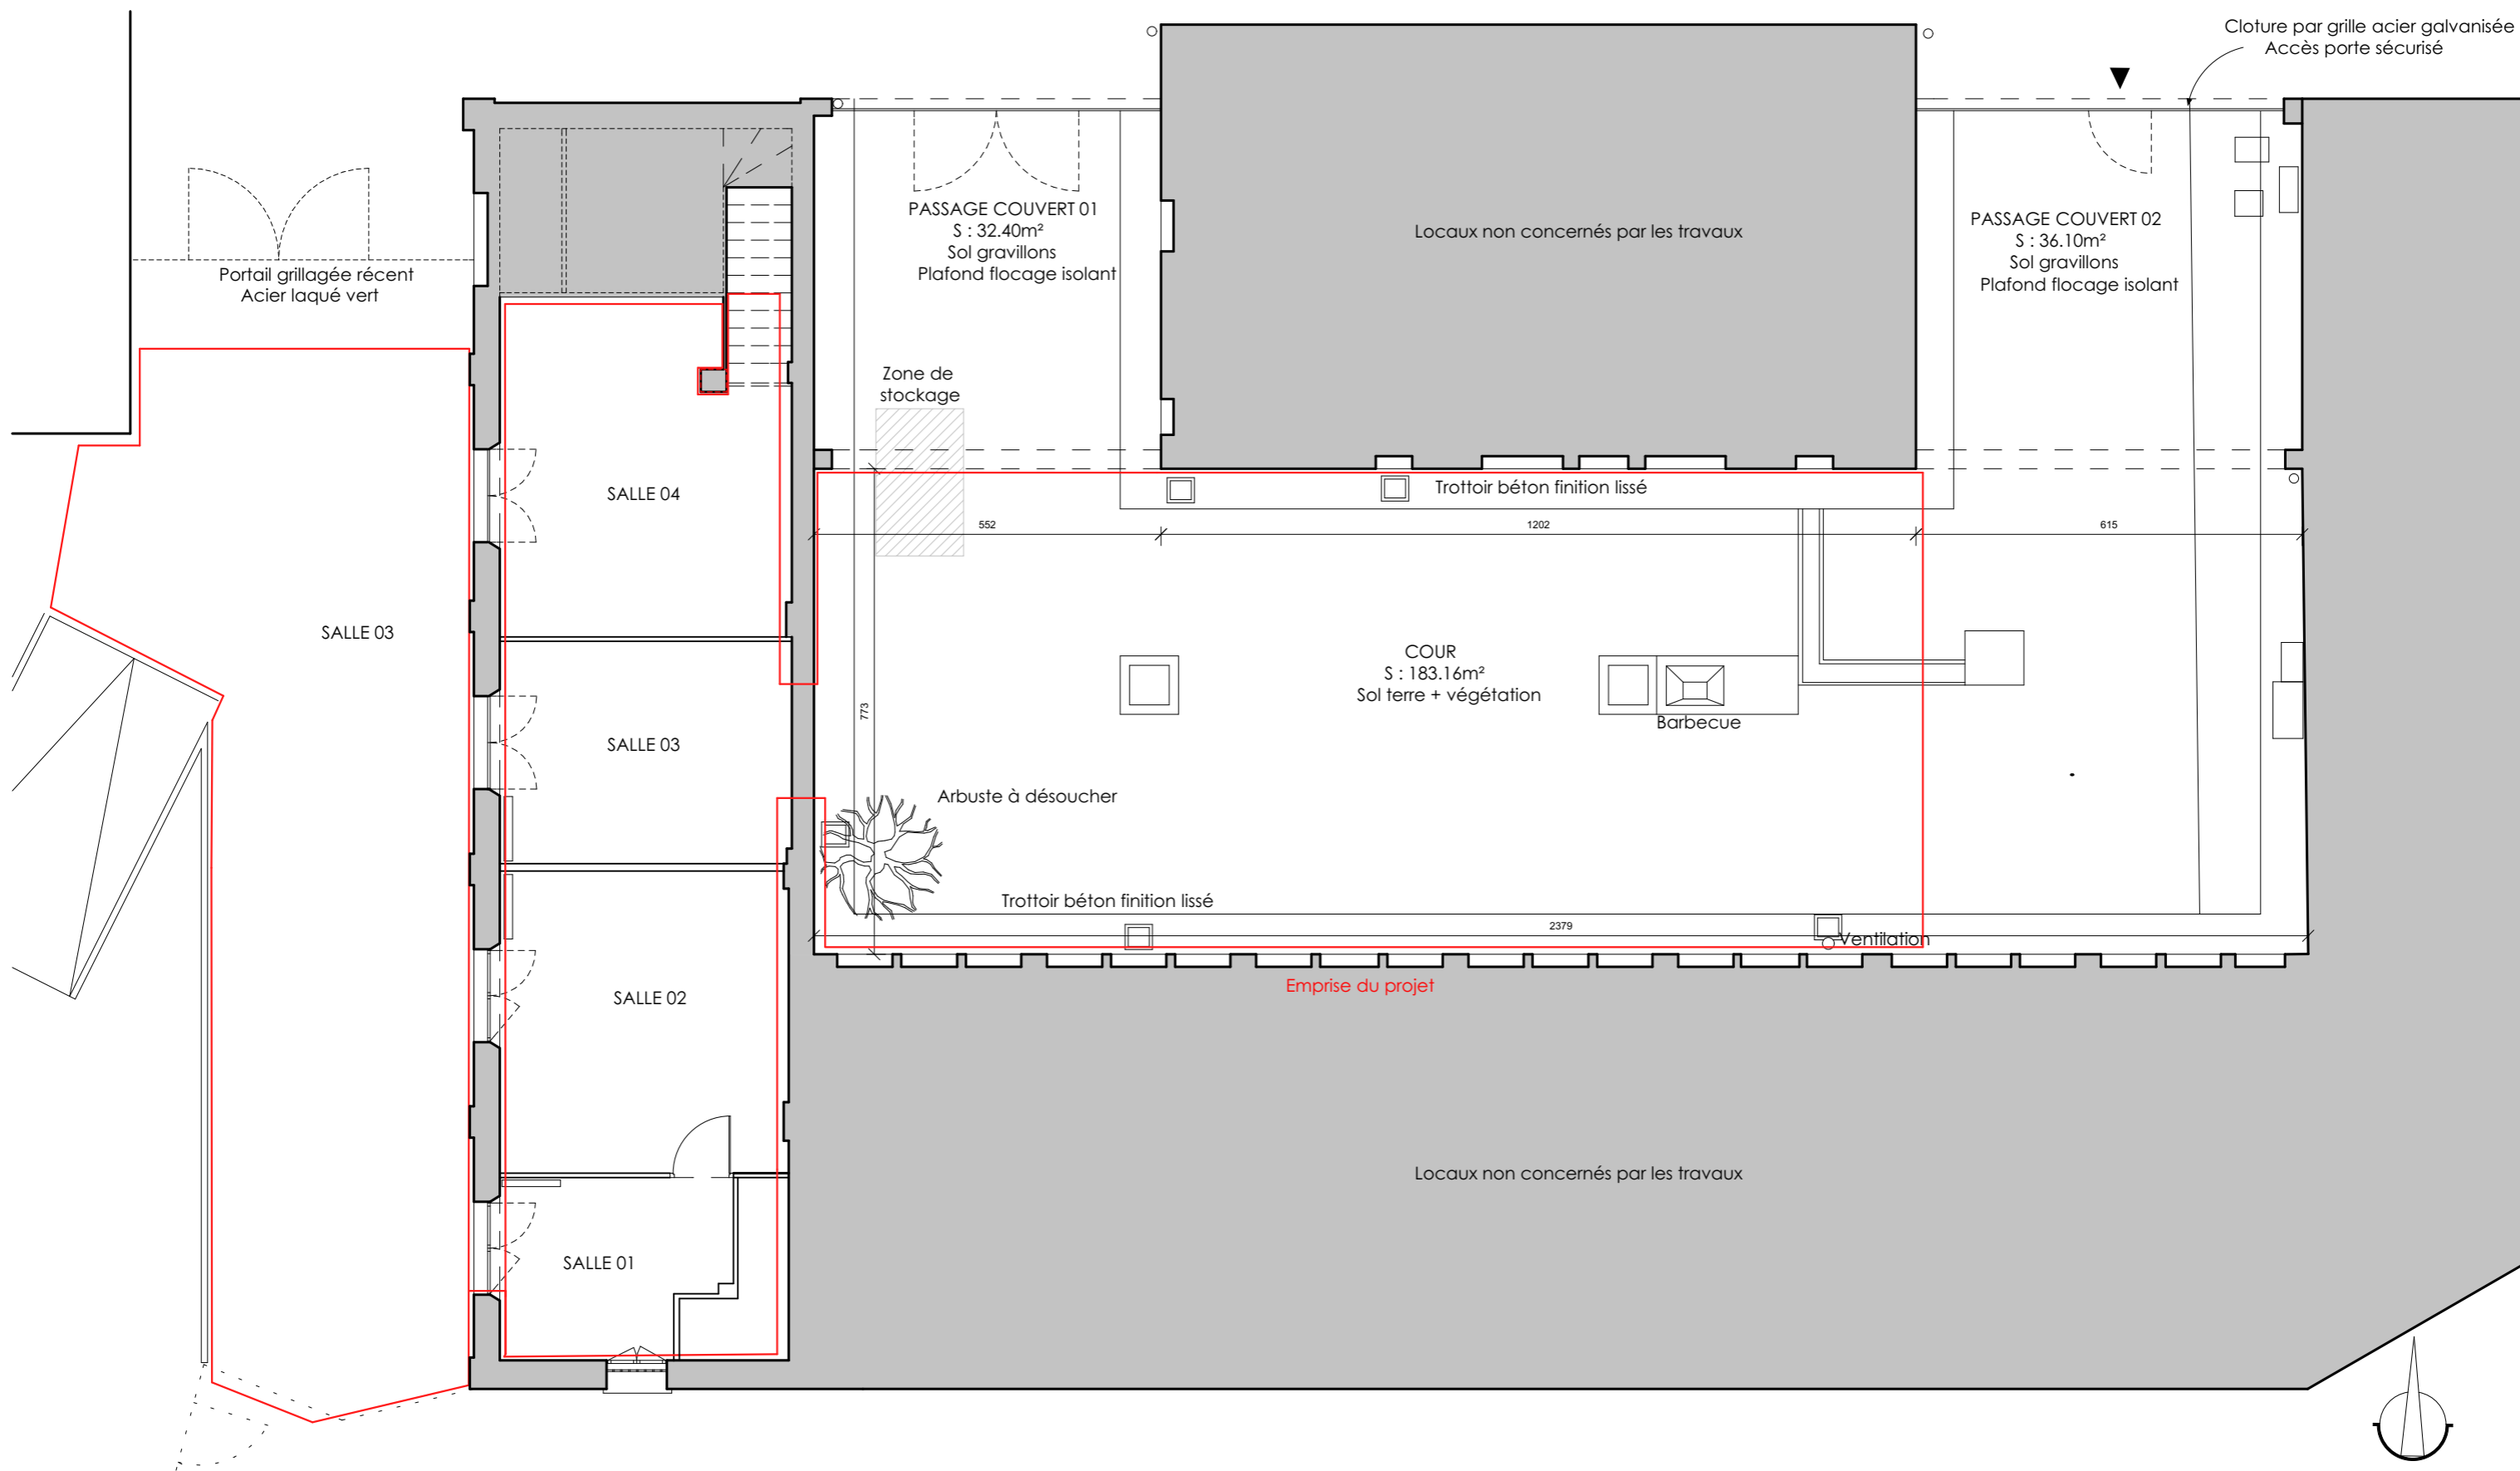 Cloture par grille acier galvanisée
Accès porte sécurisé
PASSAGE COUVERT 01
S : 32.40m²
Sol gravillons
Plafond flocage isolant
Locaux non concernés par les travaux
PASSAGE COUVERT 02
S : 36.10m²
Sol gravillons
Plafond flocage isolant
Portail grillagée récent
Acier laqué vert
Zone de
stockage
SALLE 04
Trottoir béton finition lissé
552
1202
615
SALLE 03
COUR
S : 183.16m²
Sol terre + végétation
773
Barbecue
SALLE 03
Arbuste à désoucher
Trottoir béton finition lissé
2379
Ventilation
Emprise du projet
SALLE 02
Locaux non concernés par les travaux
SALLE 01